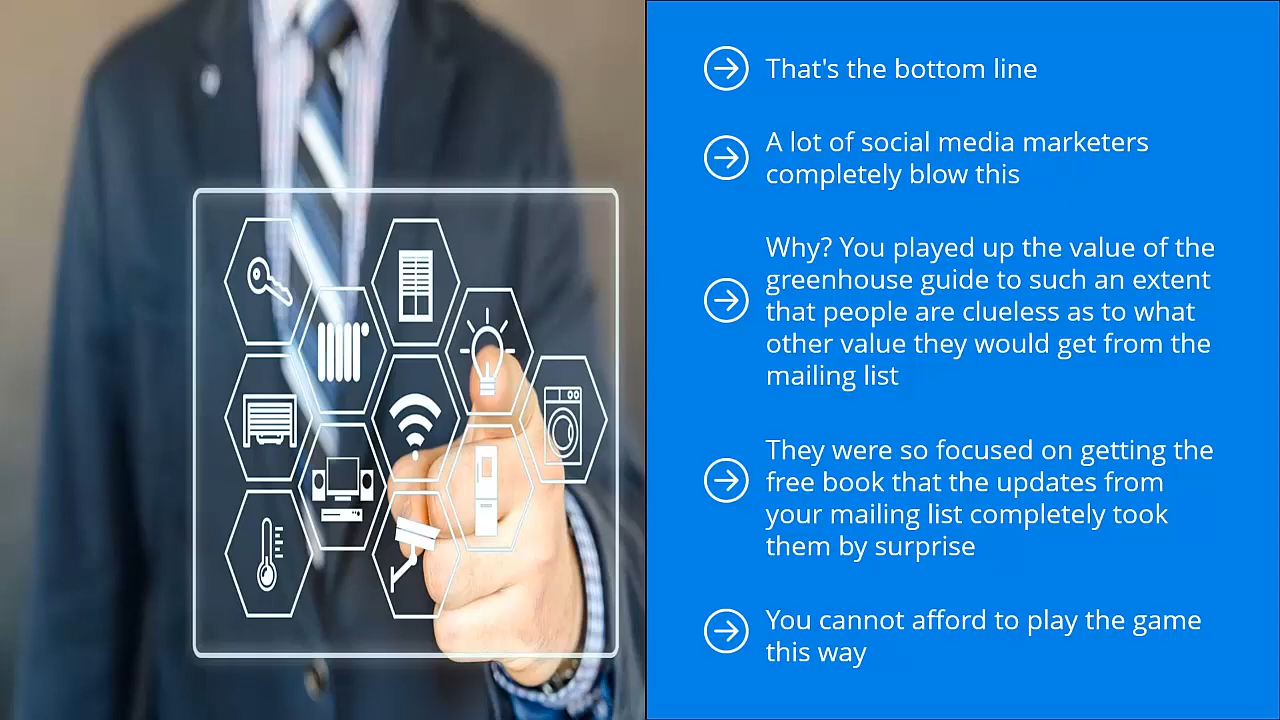 That's the bottom line
A lot of social media marketers
completely blow this
Why? You played up the value of the
greenhouse guide to such an extent
that people are clueless as to what
other value they would get from the
mailing list
They were so focused on getting the
free book that the updates from
your mailing list completely took
them by surprise
You cannot afford to play the game
this way